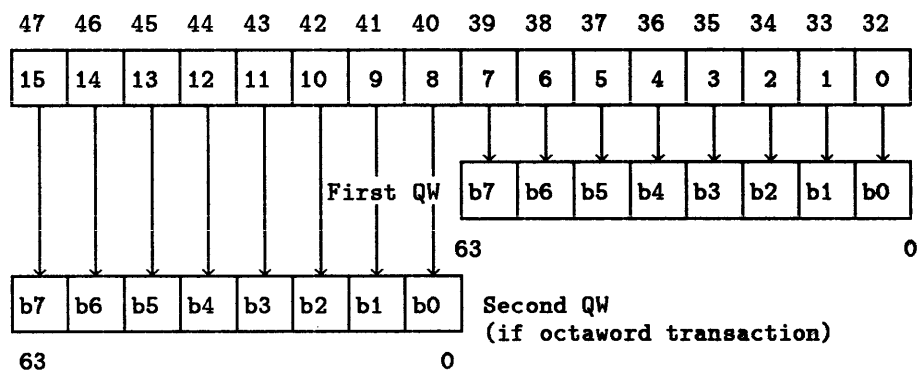 47 46 45 44 43 42 41 40 39 38 37 36 35 34 33 32
15 14 13 12 11 10 9 8 7 6 5 4 3 2 1 0
First QW b7 b6 b5 b4 b3 b2 b1 b0
63 0
b7 b6 b5 b4 b3 b2 b1 b0 Second QW
(if octaword transaction)
63 0